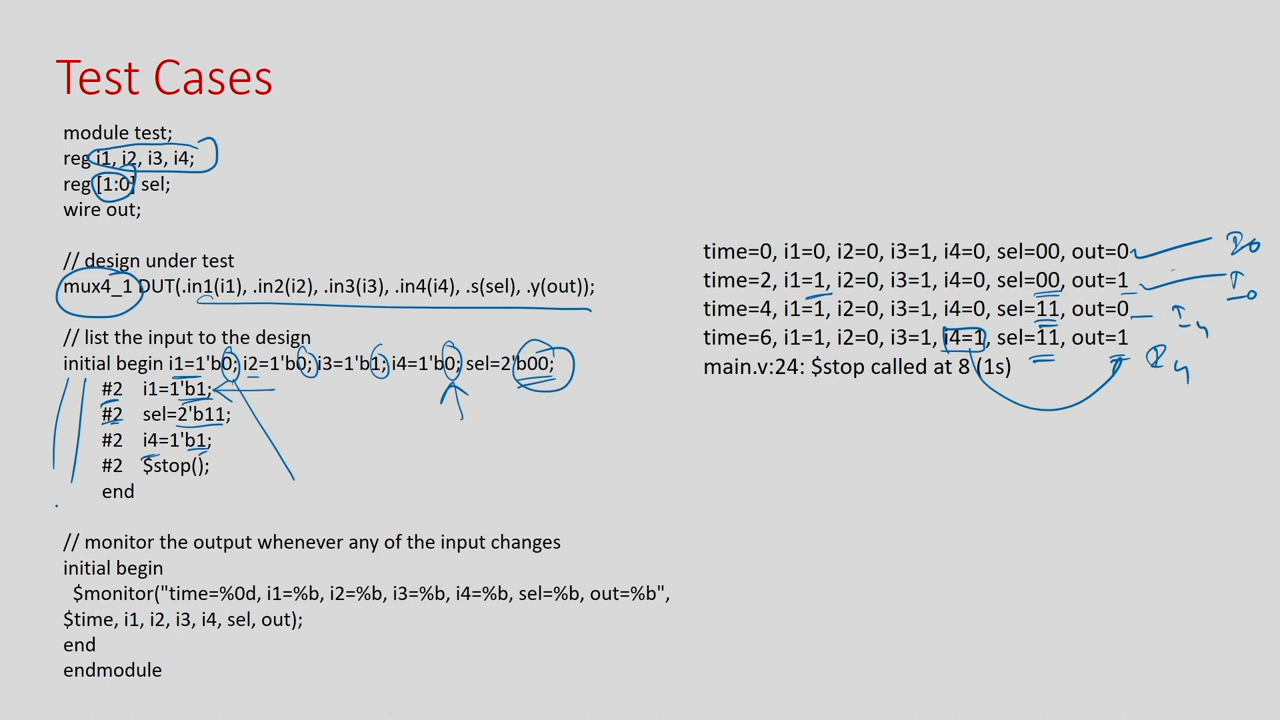 Test Cases
module test;
reg i1, i2, i3, i4;
reg [1:0] sel;
wire out;
// design under test
mux4_1 DUT(.in1(i1), .in2(i2), .in3(i3), .in4(i4), .s(sel), .y(out));
// list the input to the design
initial begin i1=1'b0; i2=1'b0; i3=1'b1; i4=1'b0; sel=2'b00;
#2 i1=1'b1;
#2 sel=2'b11;
#2 i4=1'b1;
#2 $stop();
end
// monitor the output whenever any of the input changes
initial begin
$monitor("time=%0d, i1=%b, i2=%b, i3=%b, i4=%b, sel=%b, out=%b",
$time, i1, i2, i3, i4, sel, out);
end
endmodule
time=0, i1=0, i2=0, i3=1, i4=0, sel=00, out=0
time=2, i1=1, i2=0, i3=1, i4=0, sel=00, out=1
time=4, i1=1, i2=0, i3=1, i4=0, sel=11, out=0
time=6, i1=1, i2=0, i3=1, i4=1, sel=11, out=1
main.v:24: $stop called at 8 (1s)